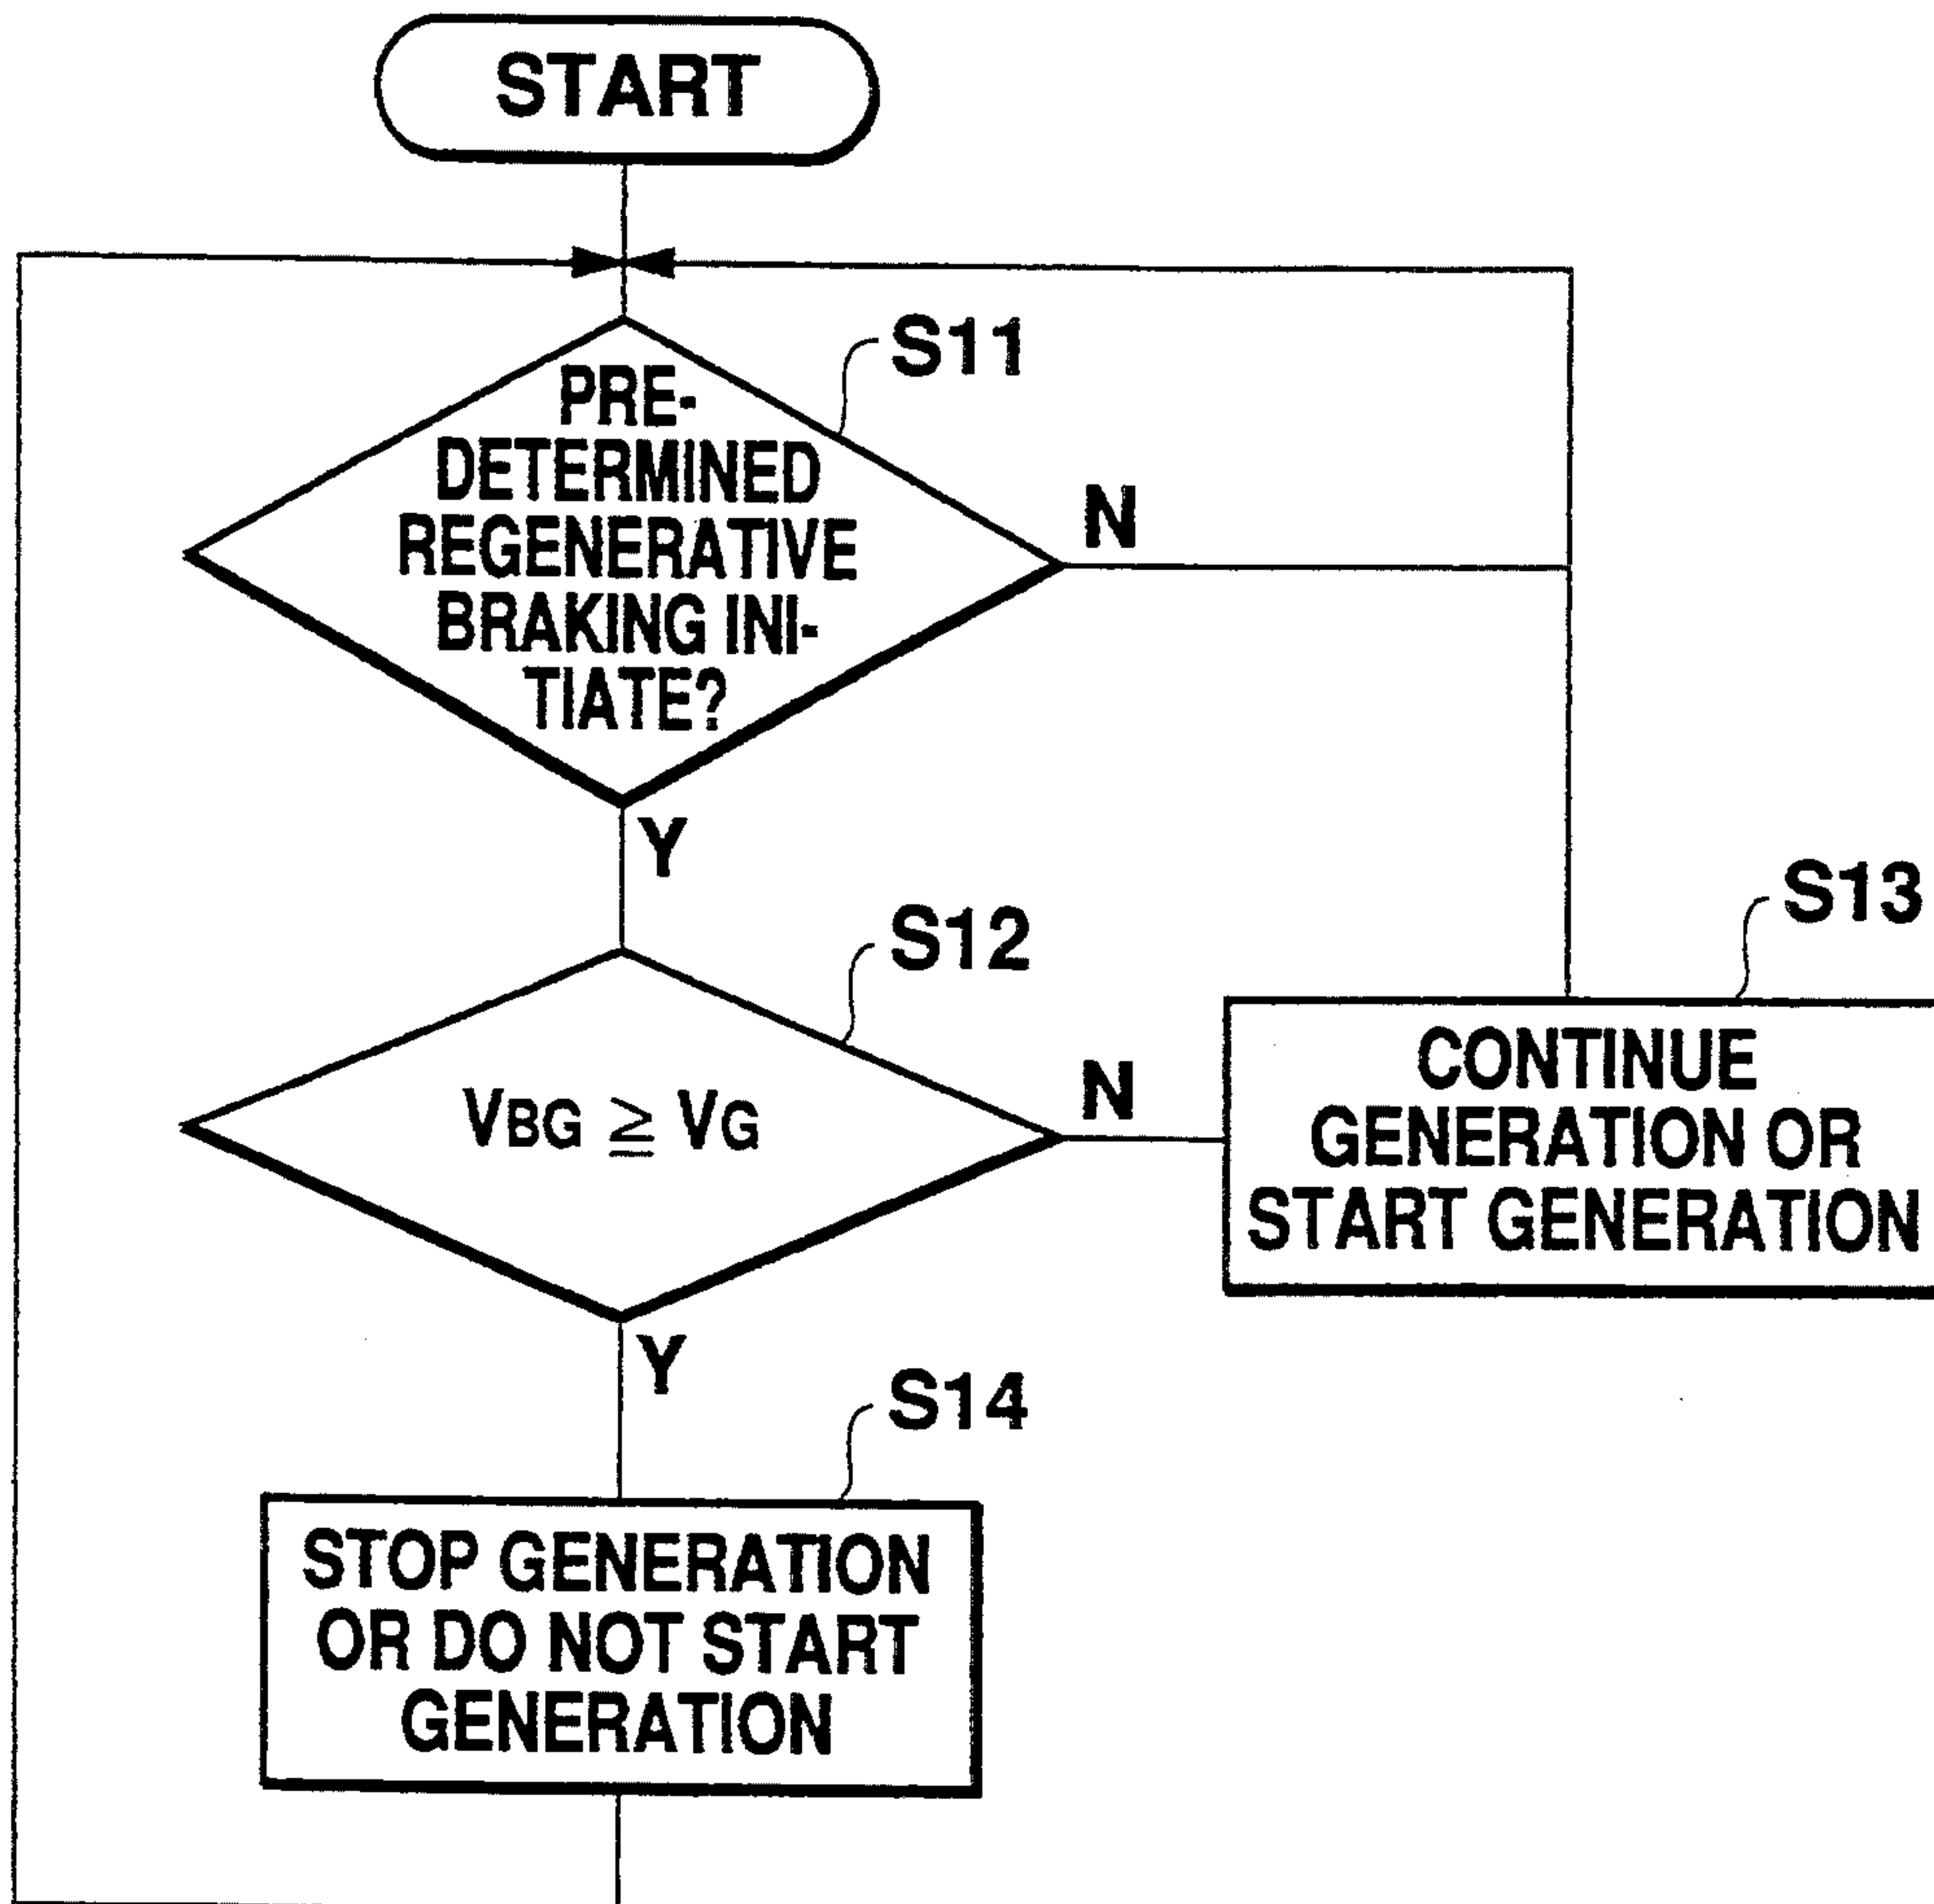 START
S11
PRE-
DETERMINED
REGENERATIVE
BRAKING INI-
TIATE?
N
Y
S12
VBG ≧ VG
N
S13
CONTINUE
GENERATION OR
START GENERATION
Y
S14
STOP GENERATION
OR DO NOT START
GENERATION